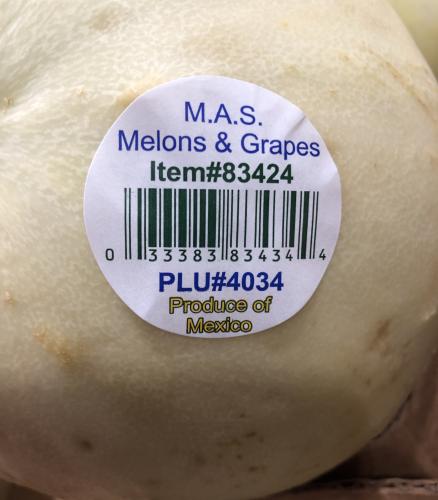 M.A.S.
Melons & Grapes
Item#83424
0 33383 83434 4
PLU#4034
Produce of
Mexico